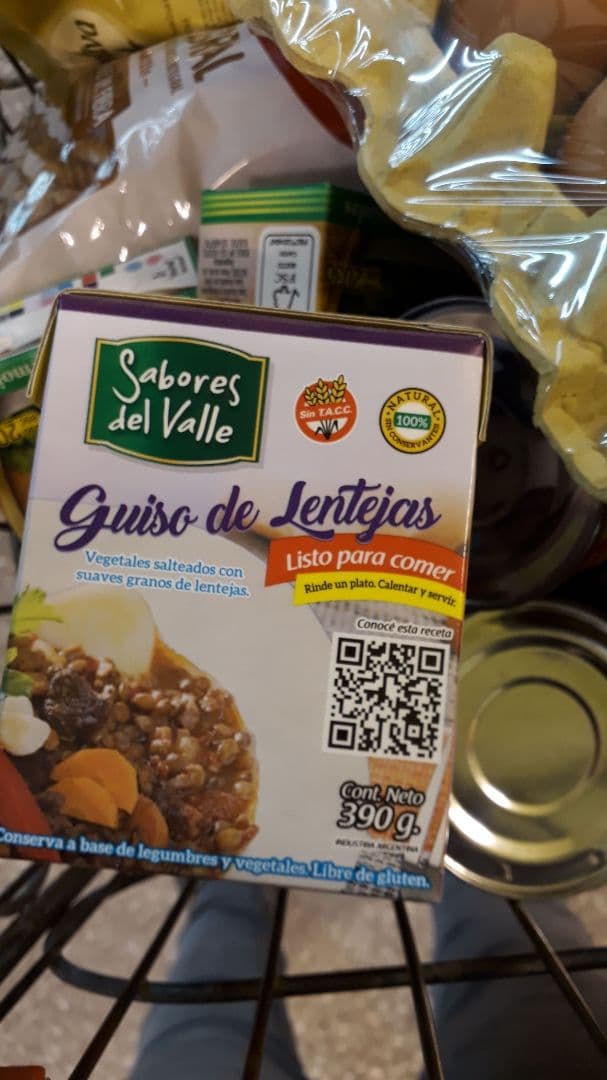 Sabores
del Valle
Sin T.A.C.C.
NATURAL
100%
SIN CONSERVANTES
Guiso de Lentejas
Vegetales salteados con
suaves granos de lentejas.
Listo para comer
Rinde un plato. Calentar y servir.
Conocé esta receta
Cont. Neto
390 g.
INDUSTRIA ARGENTINA
Conserva a base de legumbres y vegetales. Libre de gluten.